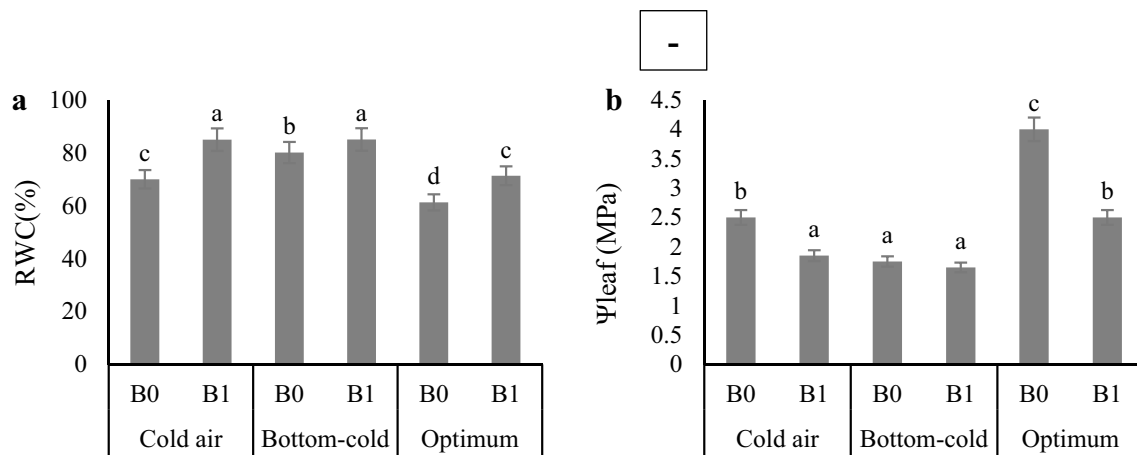 -
a
100
80
60
40
20
0
RWC(%)
c
a
b
a
d
c
B0 B1 B0 B1 B0 B1
Cold air Bottom-cold Optimum
b
4.5
4
3.5
3
2.5
2
1.5
1
0.5
0
Ψleaf (MPa)
b
a
a
a
c
b
B0 B1 B0 B1 B0 B1
Cold air Bottom-cold Optimum